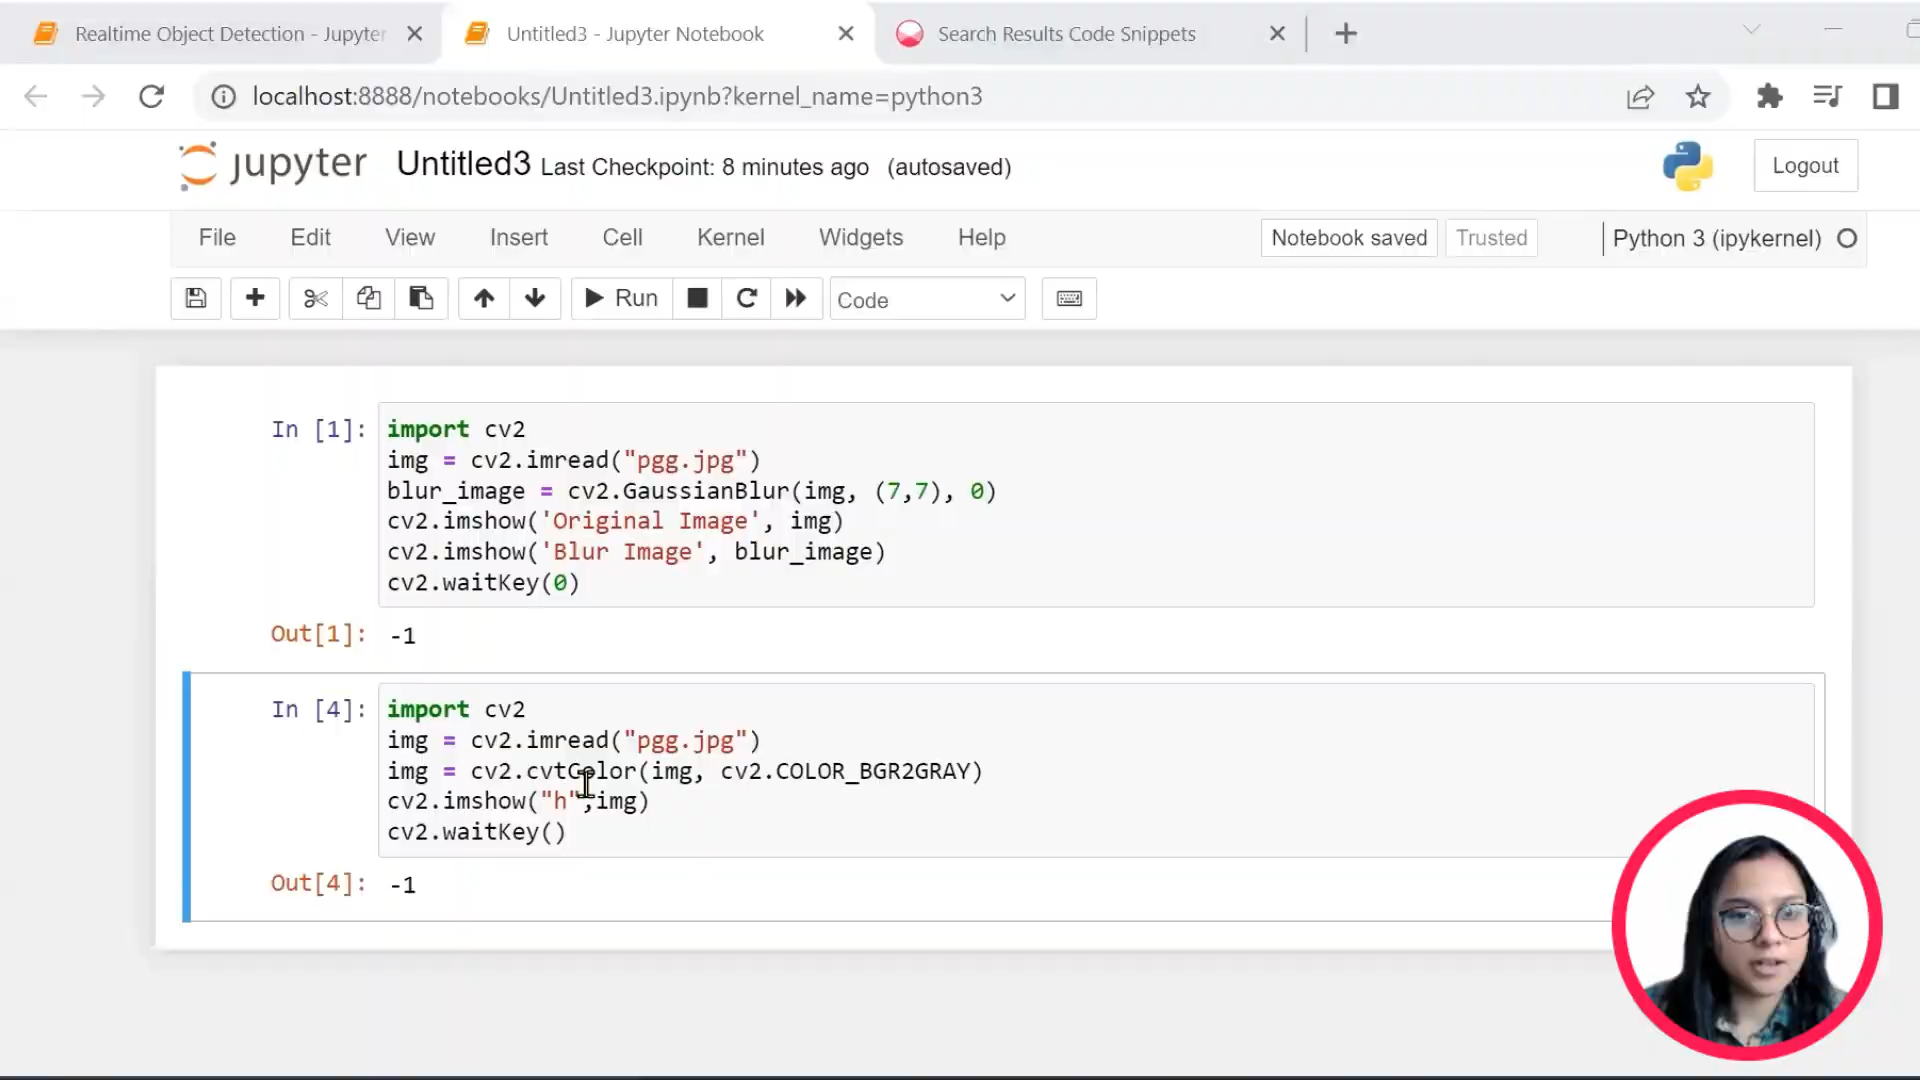 Realtime Object Detection - Jupyter
Untitled3 - Jupyter Notebook
Search Results Code Snippets
localhost:8888/notebooks/Untitled3.ipynb?kernel_name=python3
jupyter Untitled3 Last Checkpoint: 8 minutes ago (autosaved)
Logout
File Edit View Insert Cell Kernel Widgets Help
Notebook saved Trusted Python 3 (ipykernel)
Run Code
In [1]: import cv2
img = cv2.imread("pgg.jpg")
blur_image = cv2.GaussianBlur(img, (7,7), 0)
cv2.imshow('Original Image', img)
cv2.imshow('Blur Image', blur_image)
cv2.waitKey(0)
Out[1]: -1
In [4]: import cv2
img = cv2.imread("pgg.jpg")
img = cv2.cvtColor(img, cv2.COLOR_BGR2GRAY)
cv2.imshow("h",img)
cv2.waitKey()
Out[4]: -1